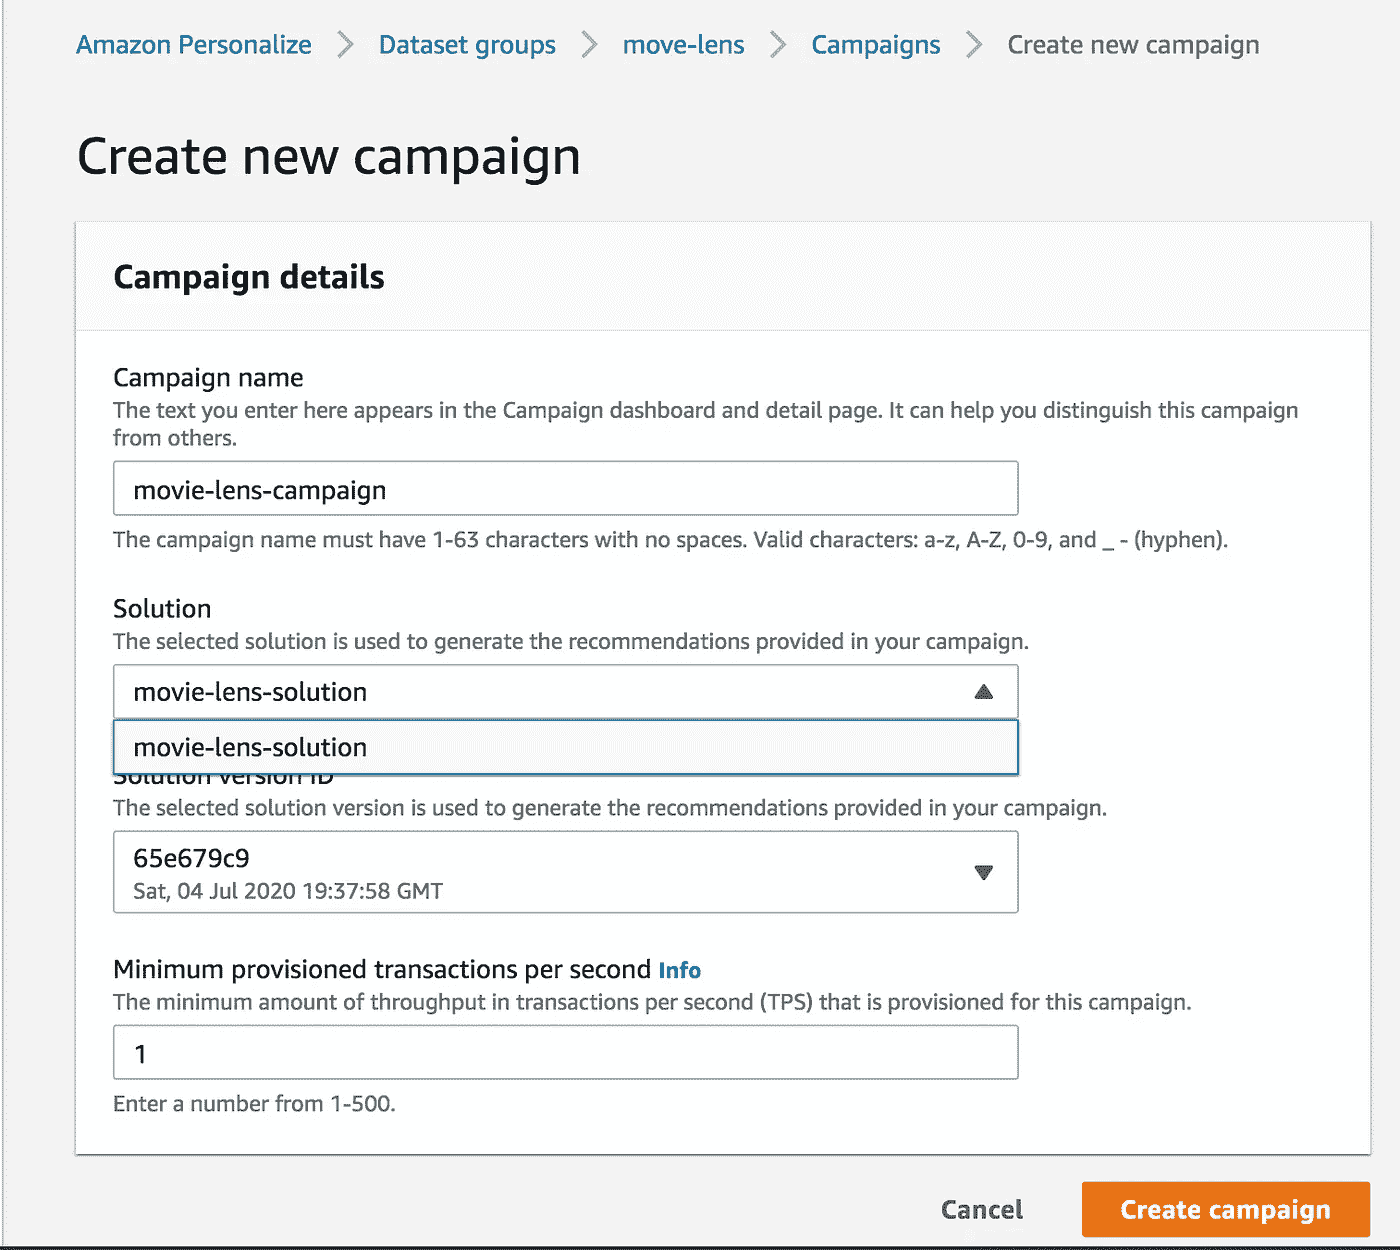 Amazon Personalize > Dataset groups > move-lens > Campaigns > Create new campaign
Create new campaign
Campaign details
Campaign name
The text you enter here appears in the Campaign dashboard and detail page. It can help you distinguish this campaign
from others.
movie-lens-campaign
The campaign name must have 1-63 characters with no spaces. Valid characters: a-z, A-Z, 0-9, and _ - (hyphen).
Solution
The selected solution is used to generate the recommendations provided in your campaign.
movie-lens-solution
movie-lens-solution
Solution version ID
The selected solution version is used to generate the recommendations provided in your campaign.
65e679c9
Sat, 04 Jul 2020 19:37:58 GMT
Minimum provisioned transactions per second Info
The minimum amount of throughput in transactions per second (TPS) that is provisioned for this campaign.
1
Enter a number from 1-500.
Cancel
Create campaign